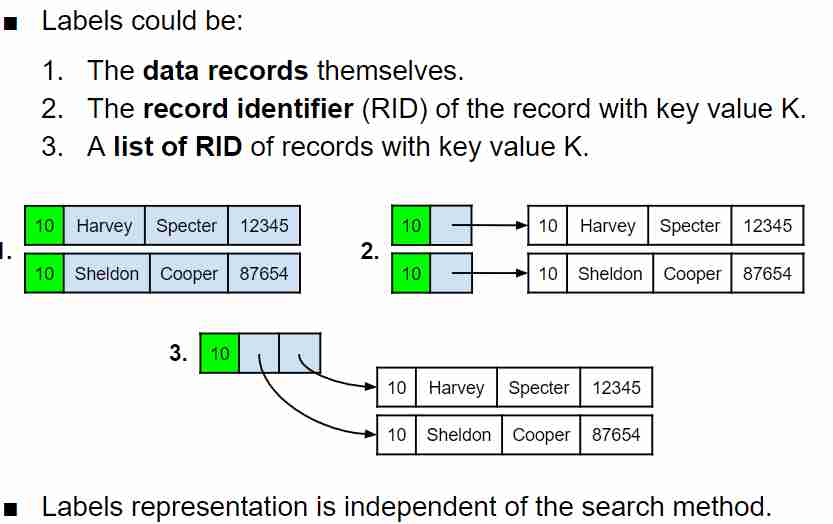 ■ Labels could be:
1. The data records themselves.
2. The record identifier (RID) of the record with key value K.
3. A list of RID of records with key value K.
1.
10 Harvey Specter 12345
10 Sheldon Cooper 87654
2.
10
10 Harvey Specter 12345
10
10 Sheldon Cooper 87654
3.
10
10 Harvey Specter 12345
10 Sheldon Cooper 87654
■ Labels representation is independent of the search method.